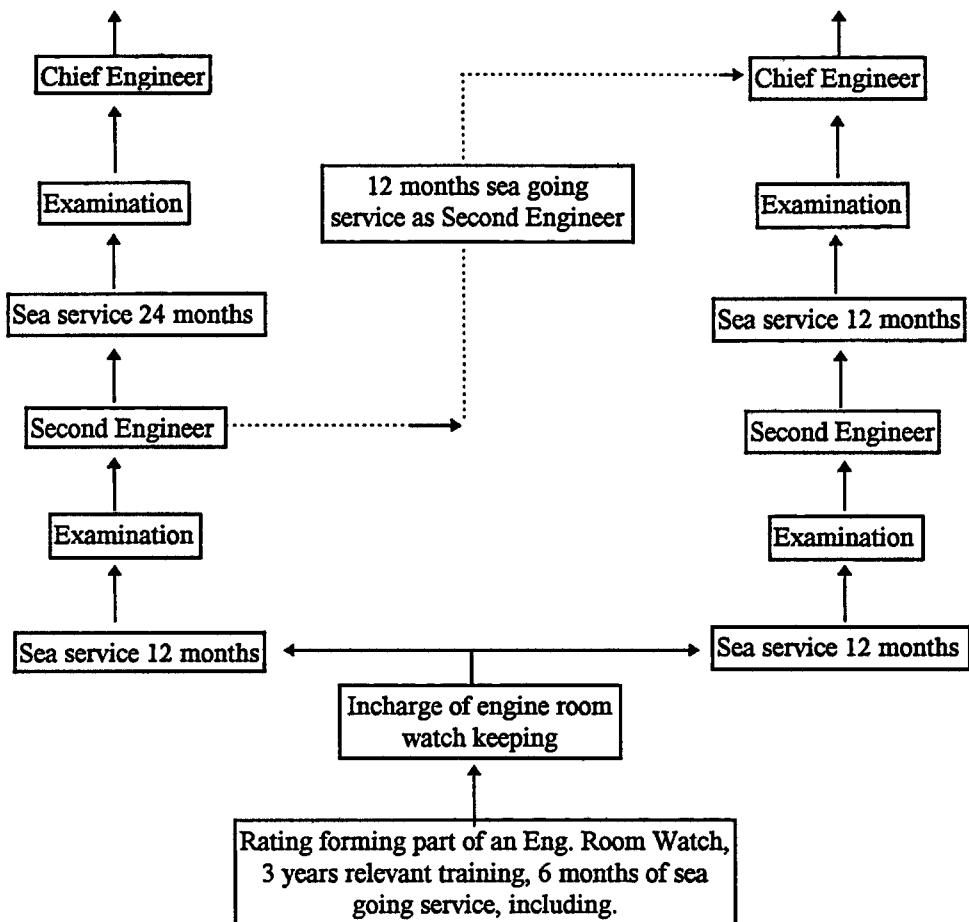 Chief Engineer
Chief Engineer
12 months sea going
service as Second Engineer
Examination
Examination
Sea service 24 months
Sea service 12 months
Second Engineer
Second Engineer
Examination
Examination
Sea service 12 months
Sea service 12 months
Incharge of engine room
watch keeping
Rating forming part of an Eng. Room Watch,
3 years relevant training, 6 months of sea
going service, including.